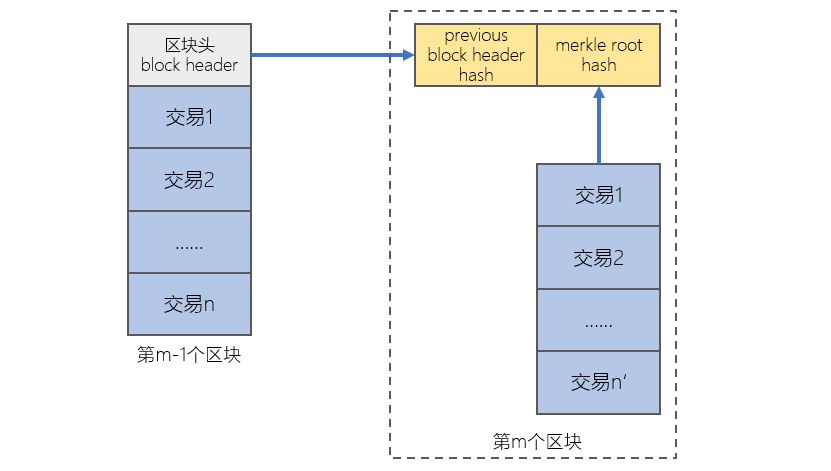 区块头
block header
交易1
交易2
……
交易n
第m-1个区块
previous
block header
hash
merkle root
hash
交易1
交易2
……
交易n’
第m个区块